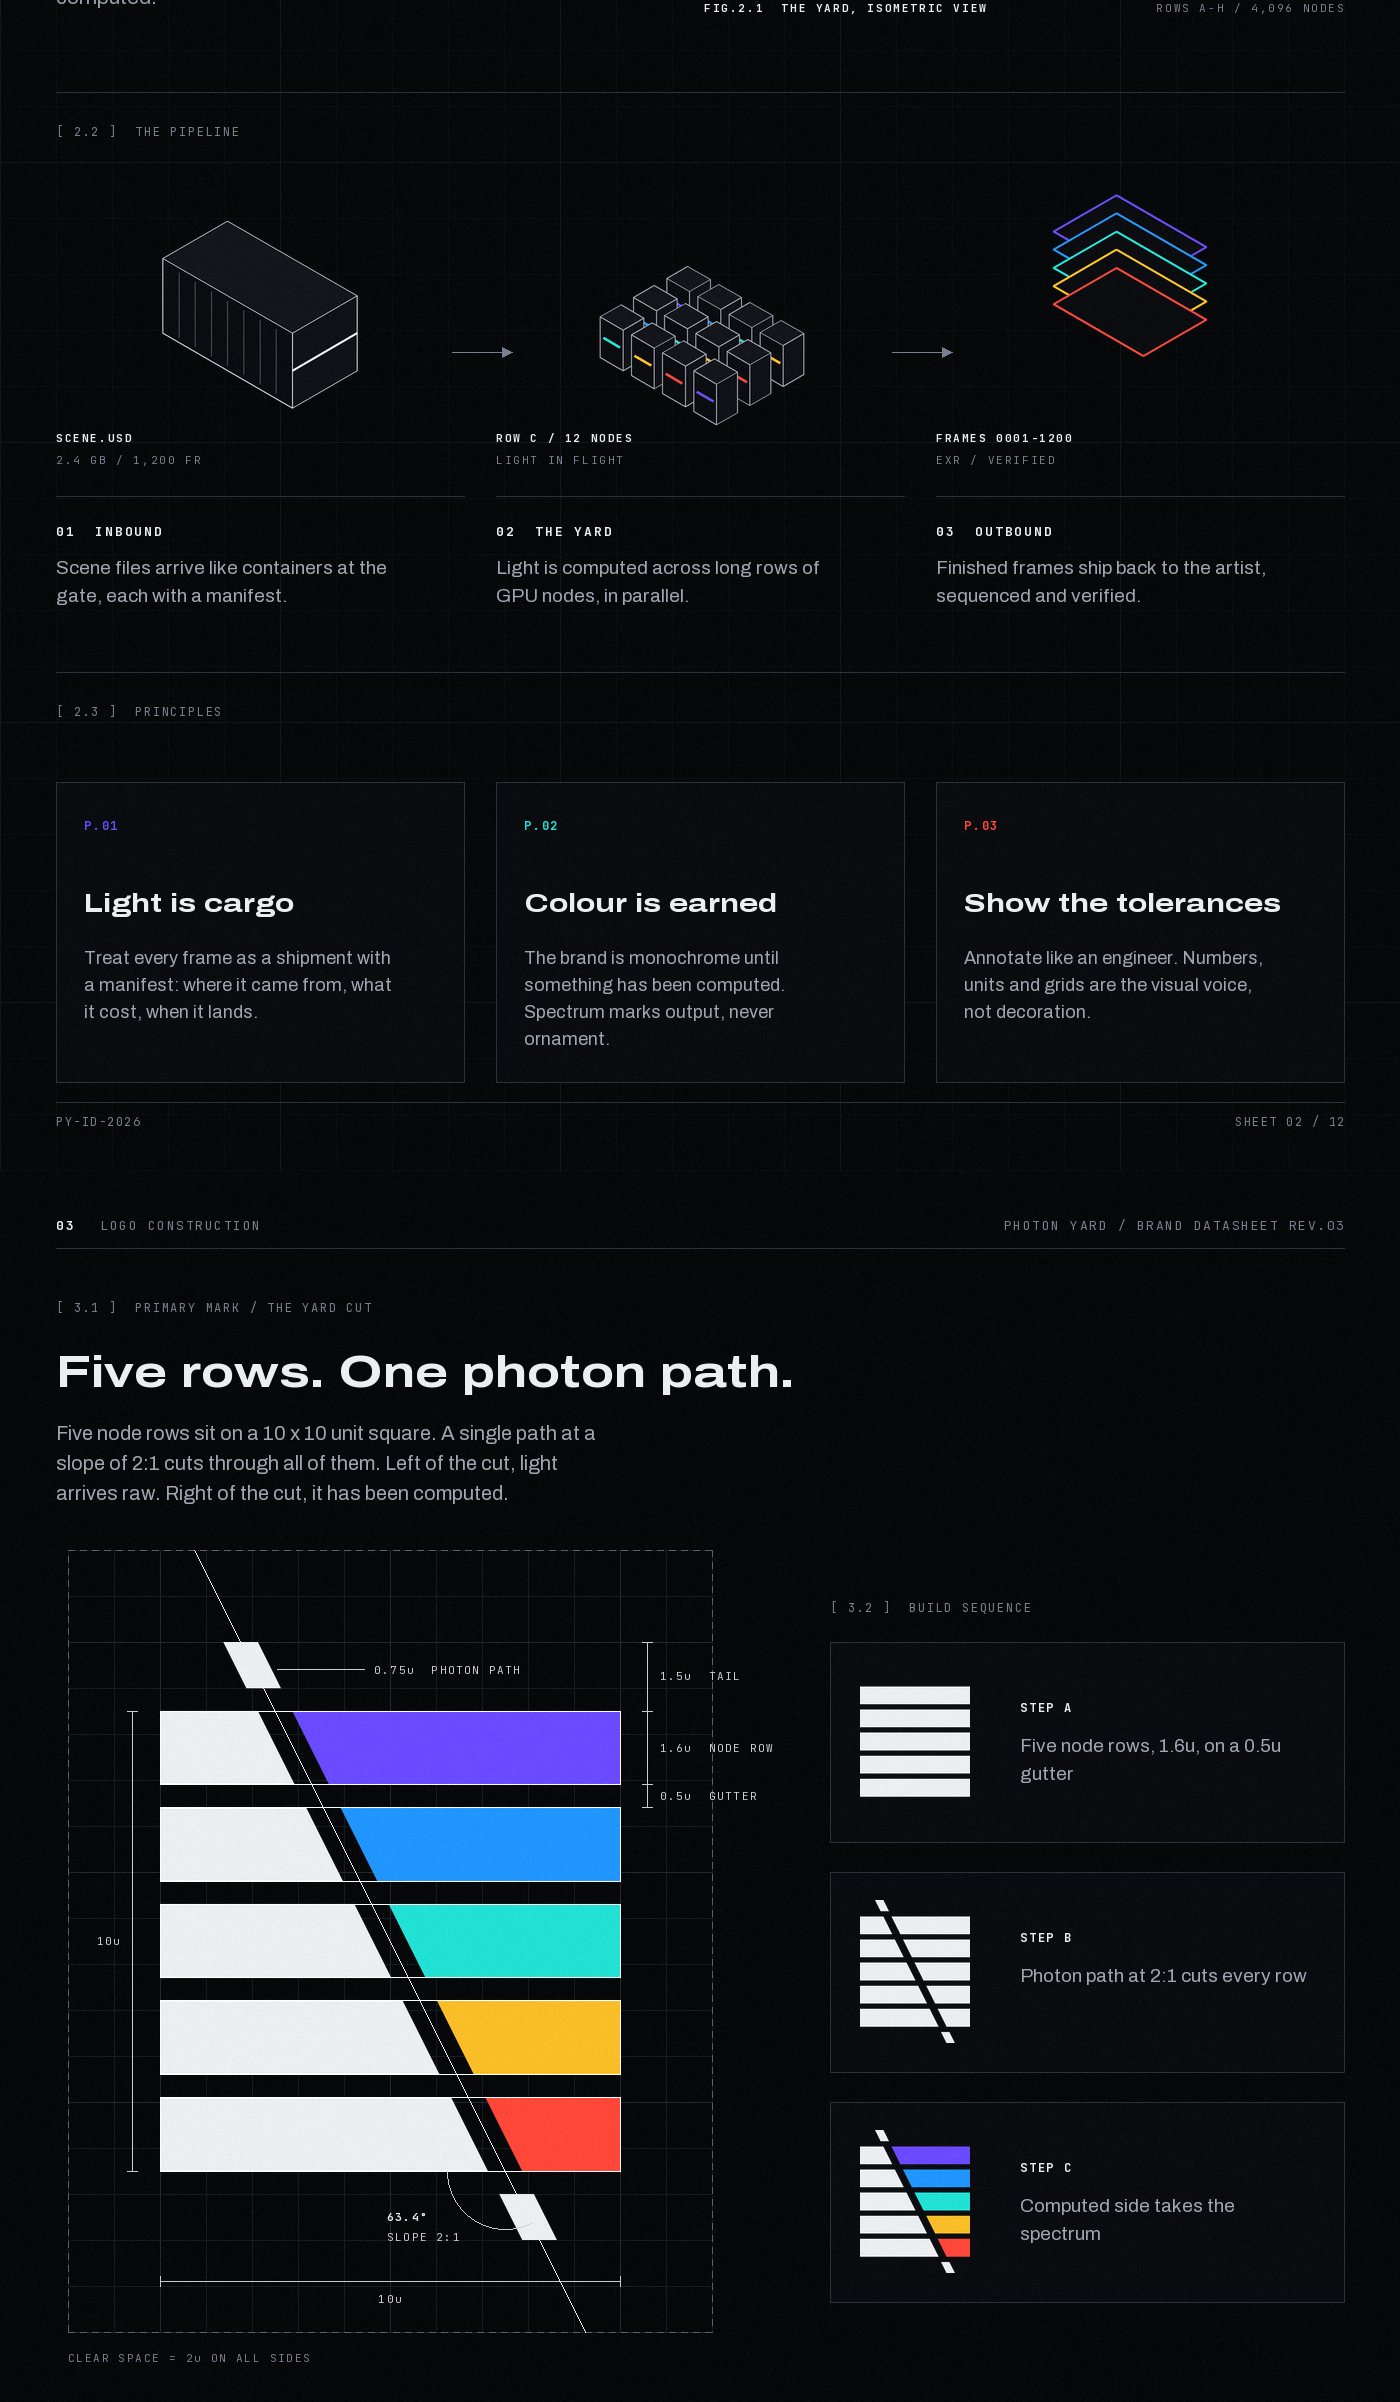 computed.
FIG.2.1 THE YARD, ISOMETRIC VIEW
ROWS A-H / 4,096 NODES
[ 2.2 ] THE PIPELINE
SCENE.USD
2.4 GB / 1,200 FR
ROW C / 12 NODES
LIGHT IN FLIGHT
FRAMES 0001-1200
EXR / VERIFIED
01 INBOUND
Scene files arrive like containers at the
gate, each with a manifest.
02 THE YARD
Light is computed across long rows of
GPU nodes, in parallel.
03 OUTBOUND
Finished frames ship back to the artist,
sequenced and verified.
[ 2.3 ] PRINCIPLES
P.01
Light is cargo
Treat every frame as a shipment with
a manifest: where it came from, what
it cost, when it lands.
P.02
Colour is earned
The brand is monochrome until
something has been computed.
Spectrum marks output, never
ornament.
P.03
Show the tolerances
Annotate like an engineer. Numbers,
units and grids are the visual voice,
not decoration.
PY-ID-2026
SHEET 02 / 12
03 LOGO CONSTRUCTION
PHOTON YARD / BRAND DATASHEET REV.03
[ 3.1 ] PRIMARY MARK / THE YARD CUT
Five rows. One photon path.
Five node rows sit on a 10 x 10 unit square. A single path at a
slope of 2:1 cuts through all of them. Left of the cut, light
arrives raw. Right of the cut, it has been computed.
0.75u PHOTON PATH
1.5u TAIL
1.6u NODE ROW
0.5u GUTTER
10u
63.4°
SLOPE 2:1
10u
CLEAR SPACE = 2u ON ALL SIDES
[ 3.2 ] BUILD SEQUENCE
STEP A
Five node rows, 1.6u, on a 0.5u
gutter
STEP B
Photon path at 2:1 cuts every row
STEP C
Computed side takes the
spectrum